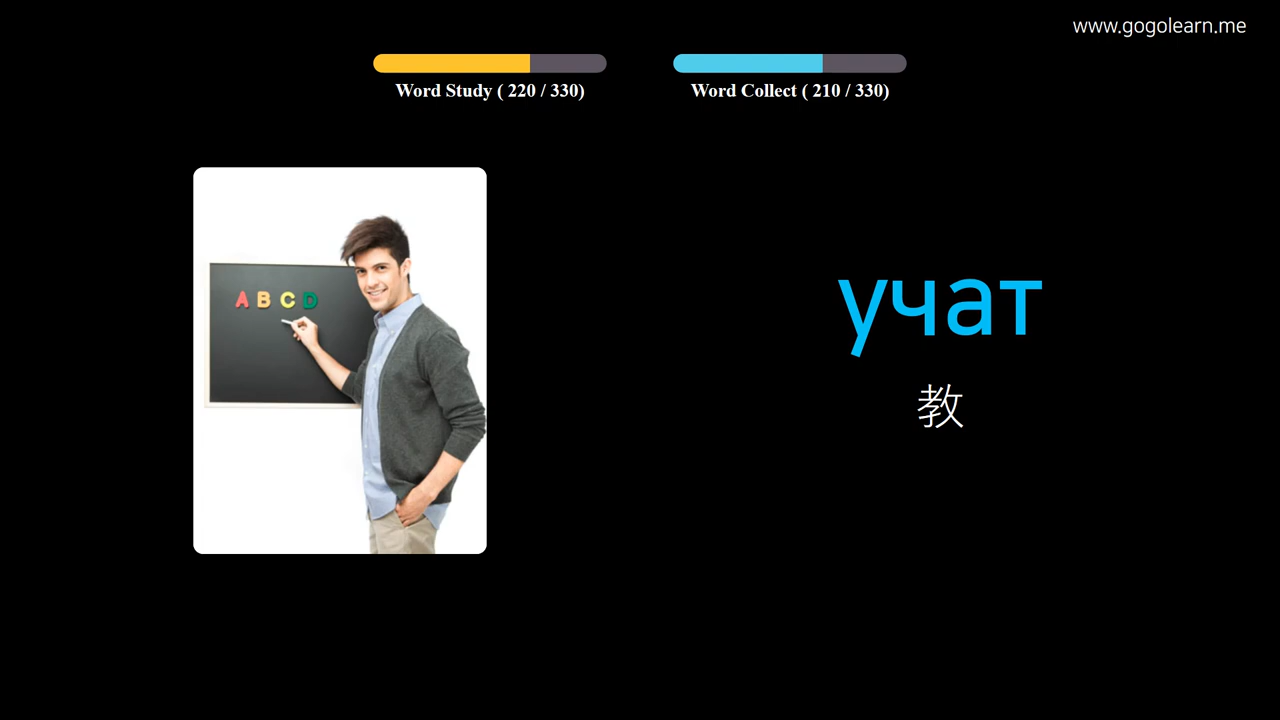 www.gogolearn.me
Word Study ( 220 / 330)
Word Collect ( 210 / 330)
A B C D
учат
教